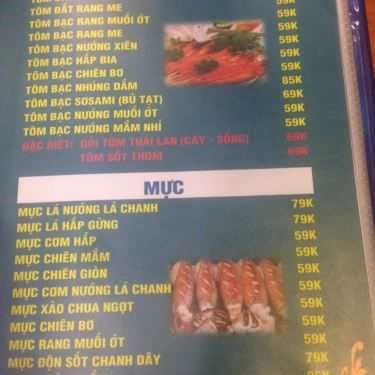 TÔM ĐẤT RANG ME 59K
TÔM BẠC RANG MUỐI ỚT 59K
TÔM BẠC RANG ME 59K
TÔM BẠC NƯỚNG XIÊN 59K
TÔM BẠC HẤP BIA 59K
TÔM BẠC CHIÊN BƠ 59K
TÔM BẠC NHÚNG DẤM 85K
TÔM BẠC SOSAMI (BÙ TẠT) 69K
TÔM BẠC NƯỚNG MUỐI ỚT 59K
TÔM BẠC NƯỚNG MẮM NHỈ 59K
ĐẶC BIỆT: GỎI TÔM THÁI LAN (CAY - SỐNG) 69K
TÔM SỐT THƠM 69K
MỰC
MỰC LÁ NƯỚNG LÁ CHANH 79K
MỰC LÁ HẤP GỪNG 79K
MỰC CƠM HẤP 59K
MỰC CHIÊN MẮM 59K
MỰC CHIÊN GIÒN 59K
MỰC CƠM NƯỚNG LÁ CHANH 59K
MỰC XÀO CHUA NGỌT 59K
MỰC CHIÊN BƠ 59K
MỰC RANG MUỐI ỚT 59K
MỰC ĐỘN SỐT CHANH DÂY 79K